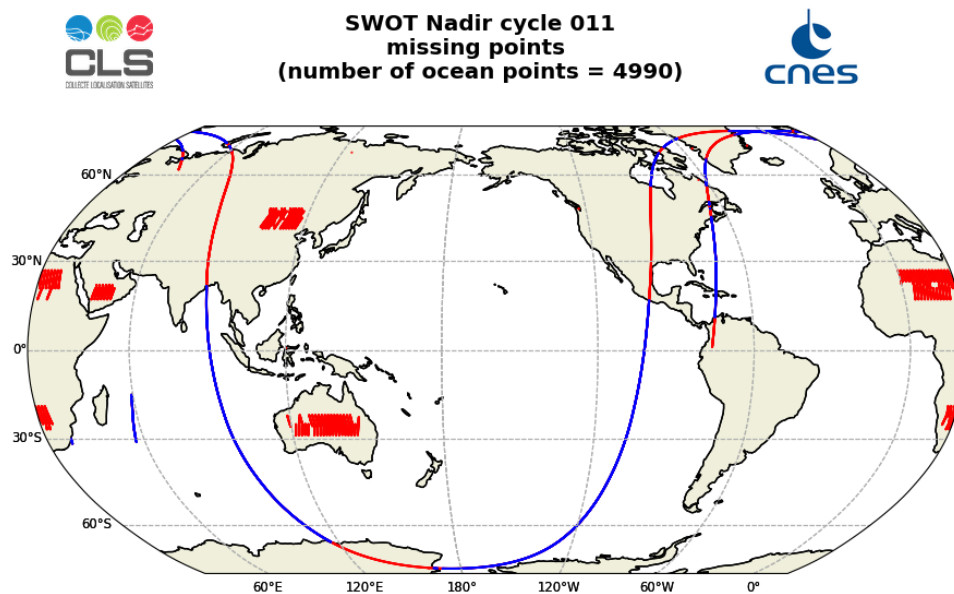 SWOT Nadir cycle 011
missing points
(number of ocean points = 4990)
CLS
COLLECTE LOCALISATION SATELLITES
cnes
60°N
30°N
0°
30°S
60°S
60°E 120°E 180° 120°W 60°W 0°